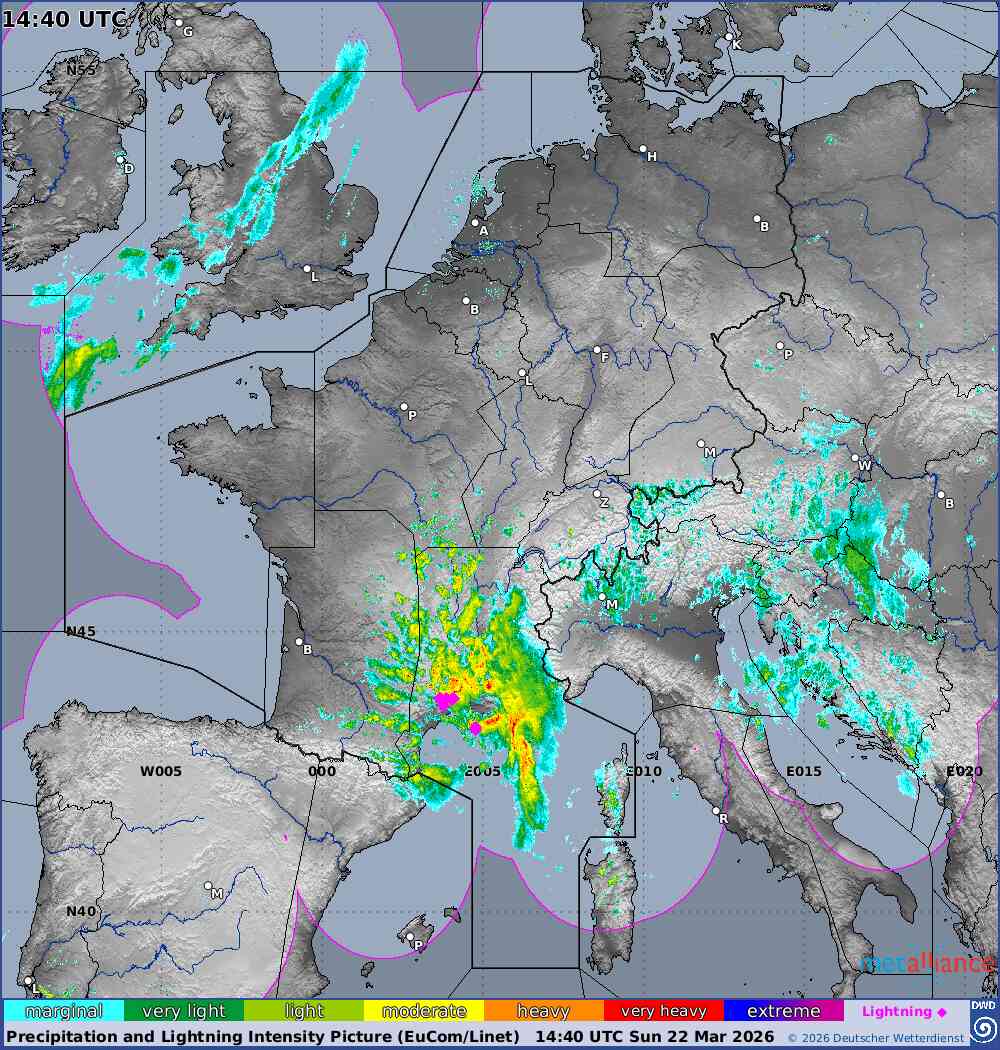 14:40 UTC
G
K
N55
D
H
A
B
B
L
B
F
P
L
P
M
W
Z
B
M
N45
B
W005
000
E005
E010
E015
E020
R
M
N40
P
L
metalliance
marginal very light light moderate heavy very heavy extreme Lightning ◆
DWD
Precipitation and Lightning Intensity Picture (EuCom/Linet) 14:40 UTC Sun 22 Mar 2026 © 2026 Deutscher Wetterdienst